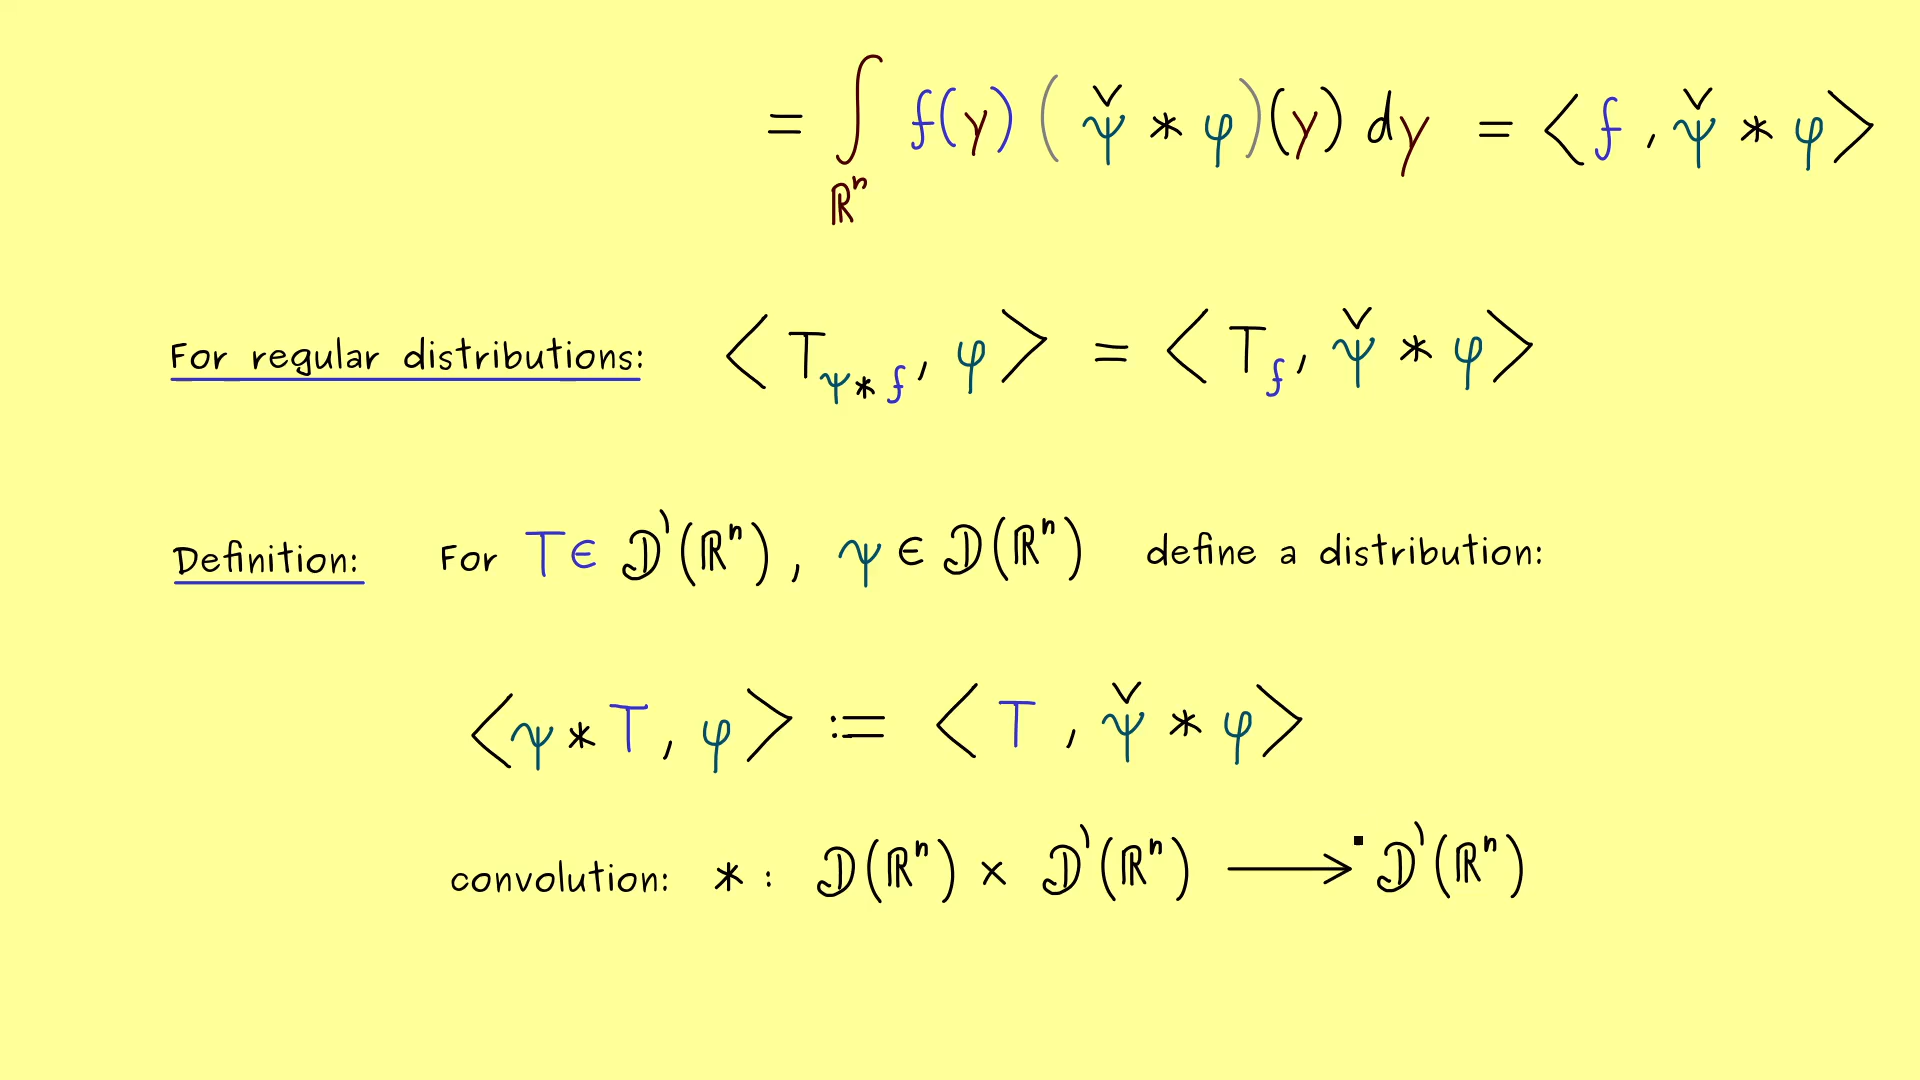 = ∫_{ℝⁿ} f(y) ( ψ̌ * φ )(y) dy = ⟨ f , ψ̌ * φ ⟩
For regular distributions: ⟨ T_{ψ * f} , φ ⟩ = ⟨ T_f , ψ̌ * φ ⟩
Definition: For T ∈ 𝒟'(ℝⁿ) , ψ ∈ 𝒟(ℝⁿ) define a distribution:
⟨ ψ * T , φ ⟩ := ⟨ T , ψ̌ * φ ⟩
convolution: * : 𝒟(ℝⁿ) × 𝒟'(ℝⁿ) ⟶ 𝒟'(ℝⁿ)